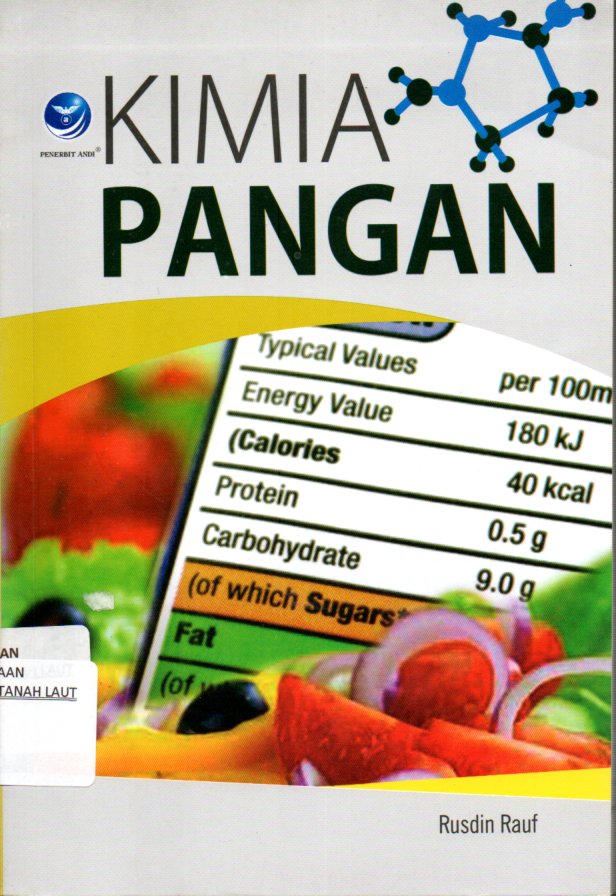 KIMIA
PANGAN
PENERBIT ANDI®
Typical Values
per 100m
Energy Value
180 kJ
(Calories
40 kcal
Protein
0.5 g
Carbohydrate
9.0 g
(of which Sugars*
Fat
(of
AN
AAN
TANAH LAUT
Rusdin Rauf